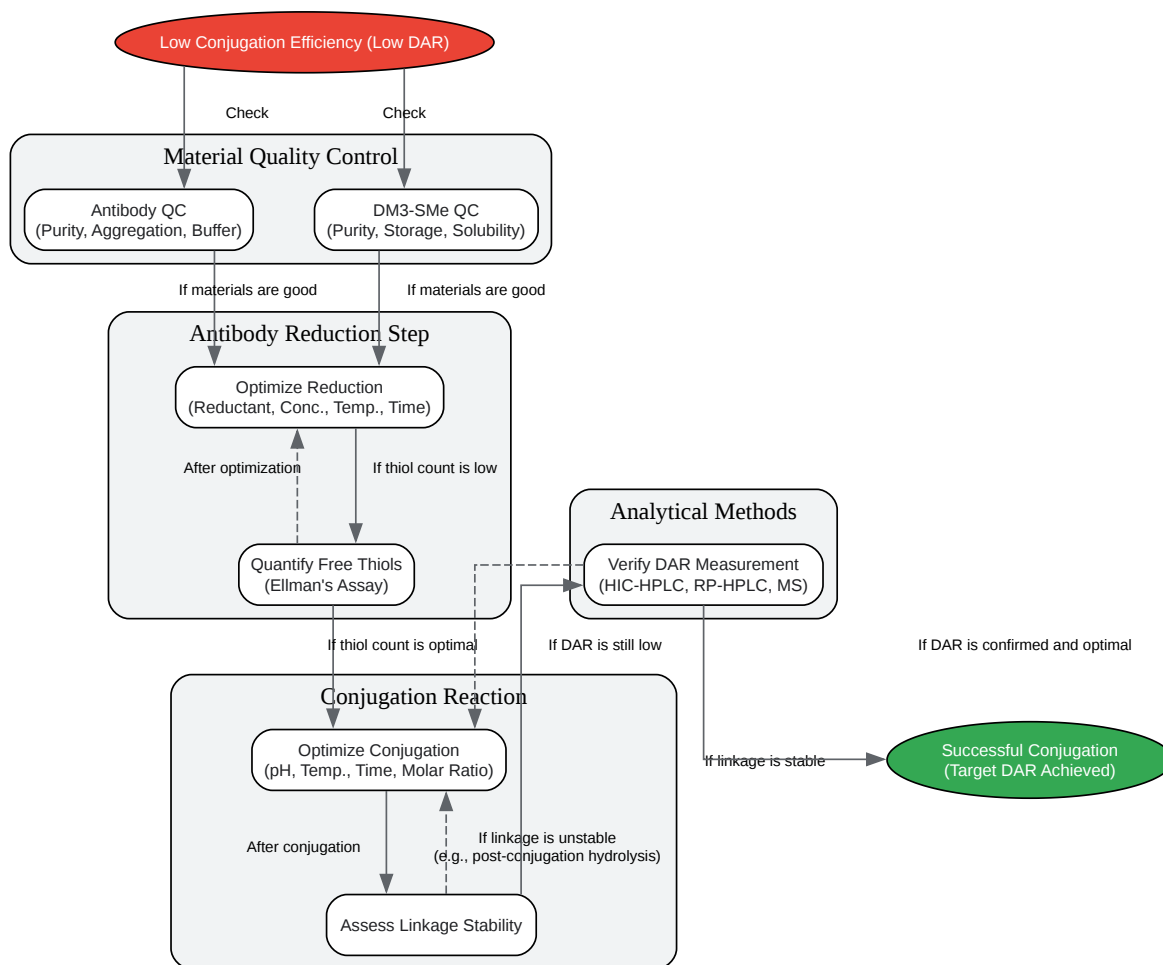 Low Conjugation Efficiency (Low DAR)
Check
Check
Material Quality Control
Antibody QC
(Purity, Aggregation, Buffer)
DM3-SMe QC
(Purity, Storage, Solubility)
If materials are good
If materials are good
Antibody Reduction Step
Optimize Reduction
(Reductant, Conc., Temp., Time)
After optimization
If thiol count is low
Analytical Methods
Quantify Free Thiols
(Ellman's Assay)
Verify DAR Measurement
(HIC-HPLC, RP-HPLC, MS)
If thiol count is optimal
If DAR is still low
If DAR is confirmed and optimal
Conjugation Reaction
Optimize Conjugation
(pH, Temp., Time, Molar Ratio)
If linkage is stable
Successful Conjugation
(Target DAR Achieved)
After conjugation
If linkage is unstable
(e.g., post-conjugation hydrolysis)
Assess Linkage Stability